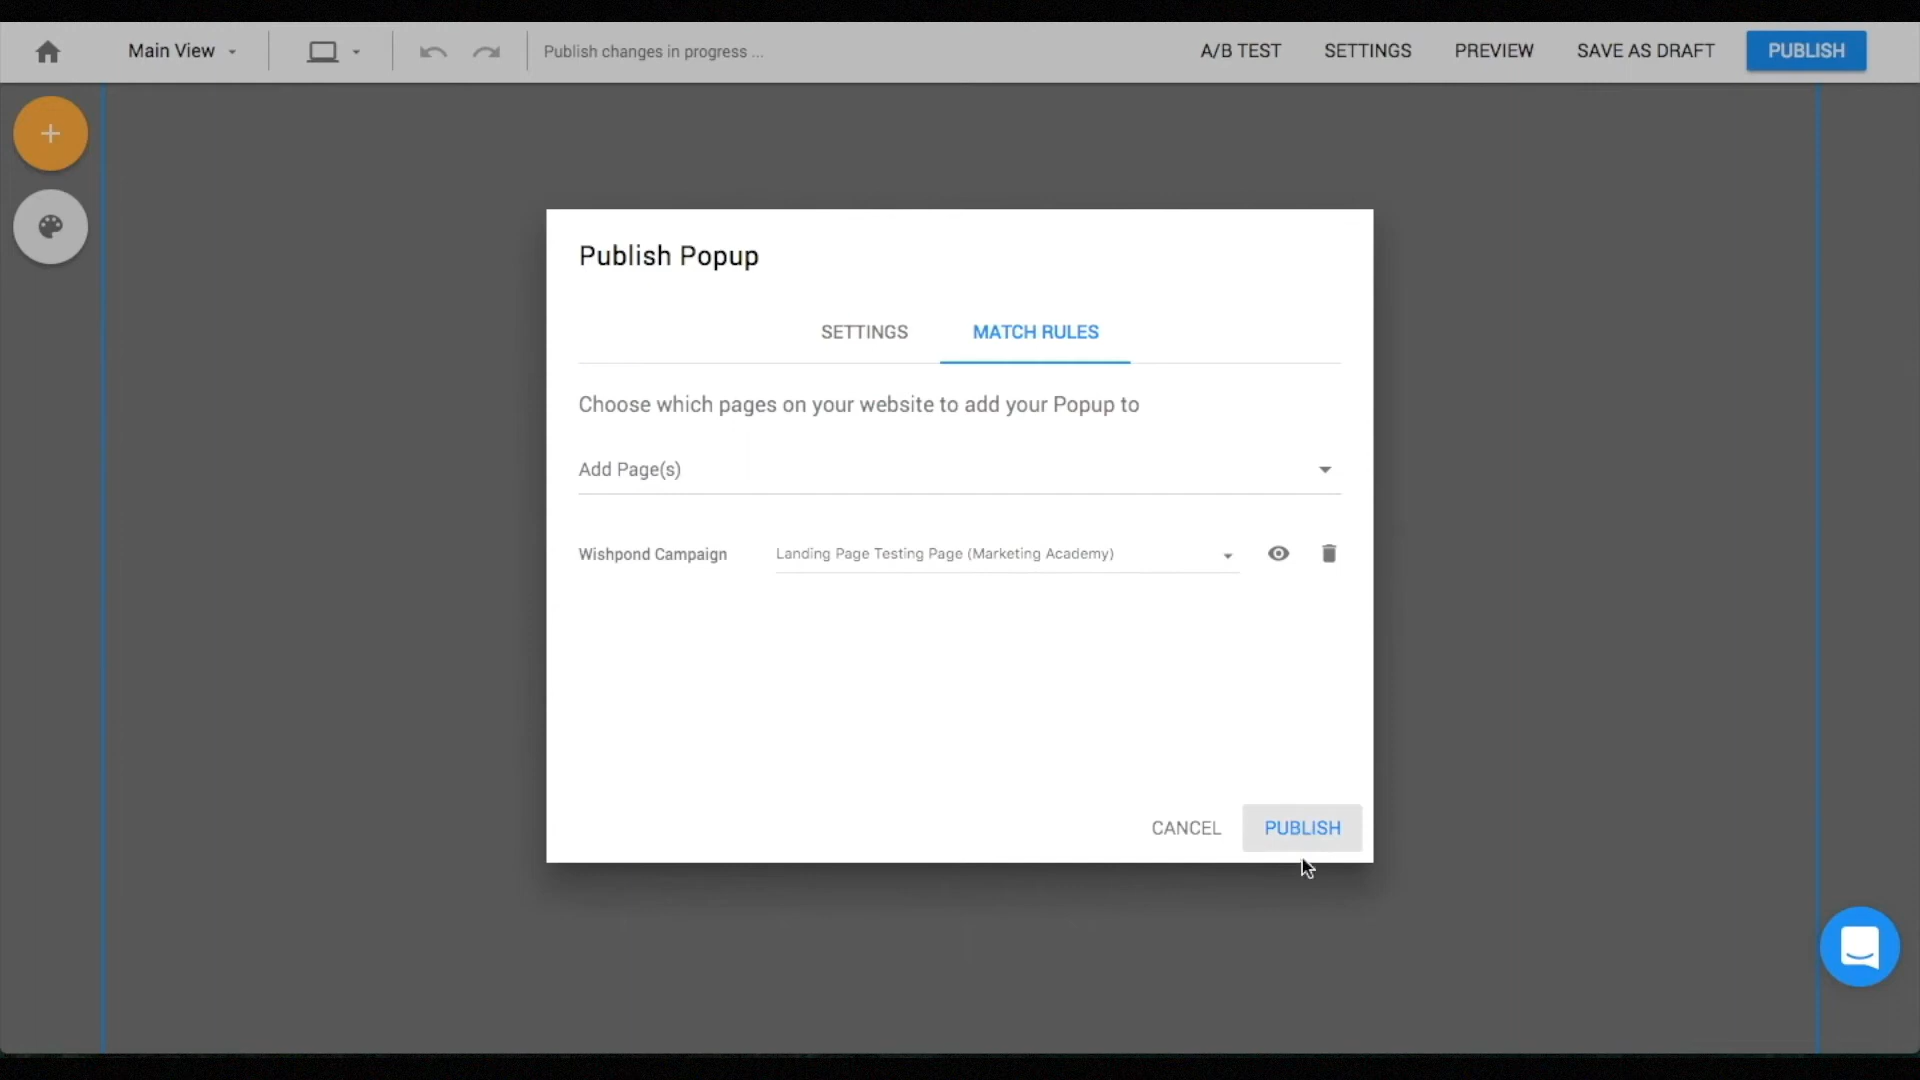 Main View
Publish changes in progress ...
A/B TEST
SETTINGS
PREVIEW
SAVE AS DRAFT
PUBLISH
Publish Popup
SETTINGS
MATCH RULES
Choose which pages on your website to add your Popup to
Add Page(s)
Wishpond Campaign
Landing Page Testing Page (Marketing Academy)
CANCEL
PUBLISH